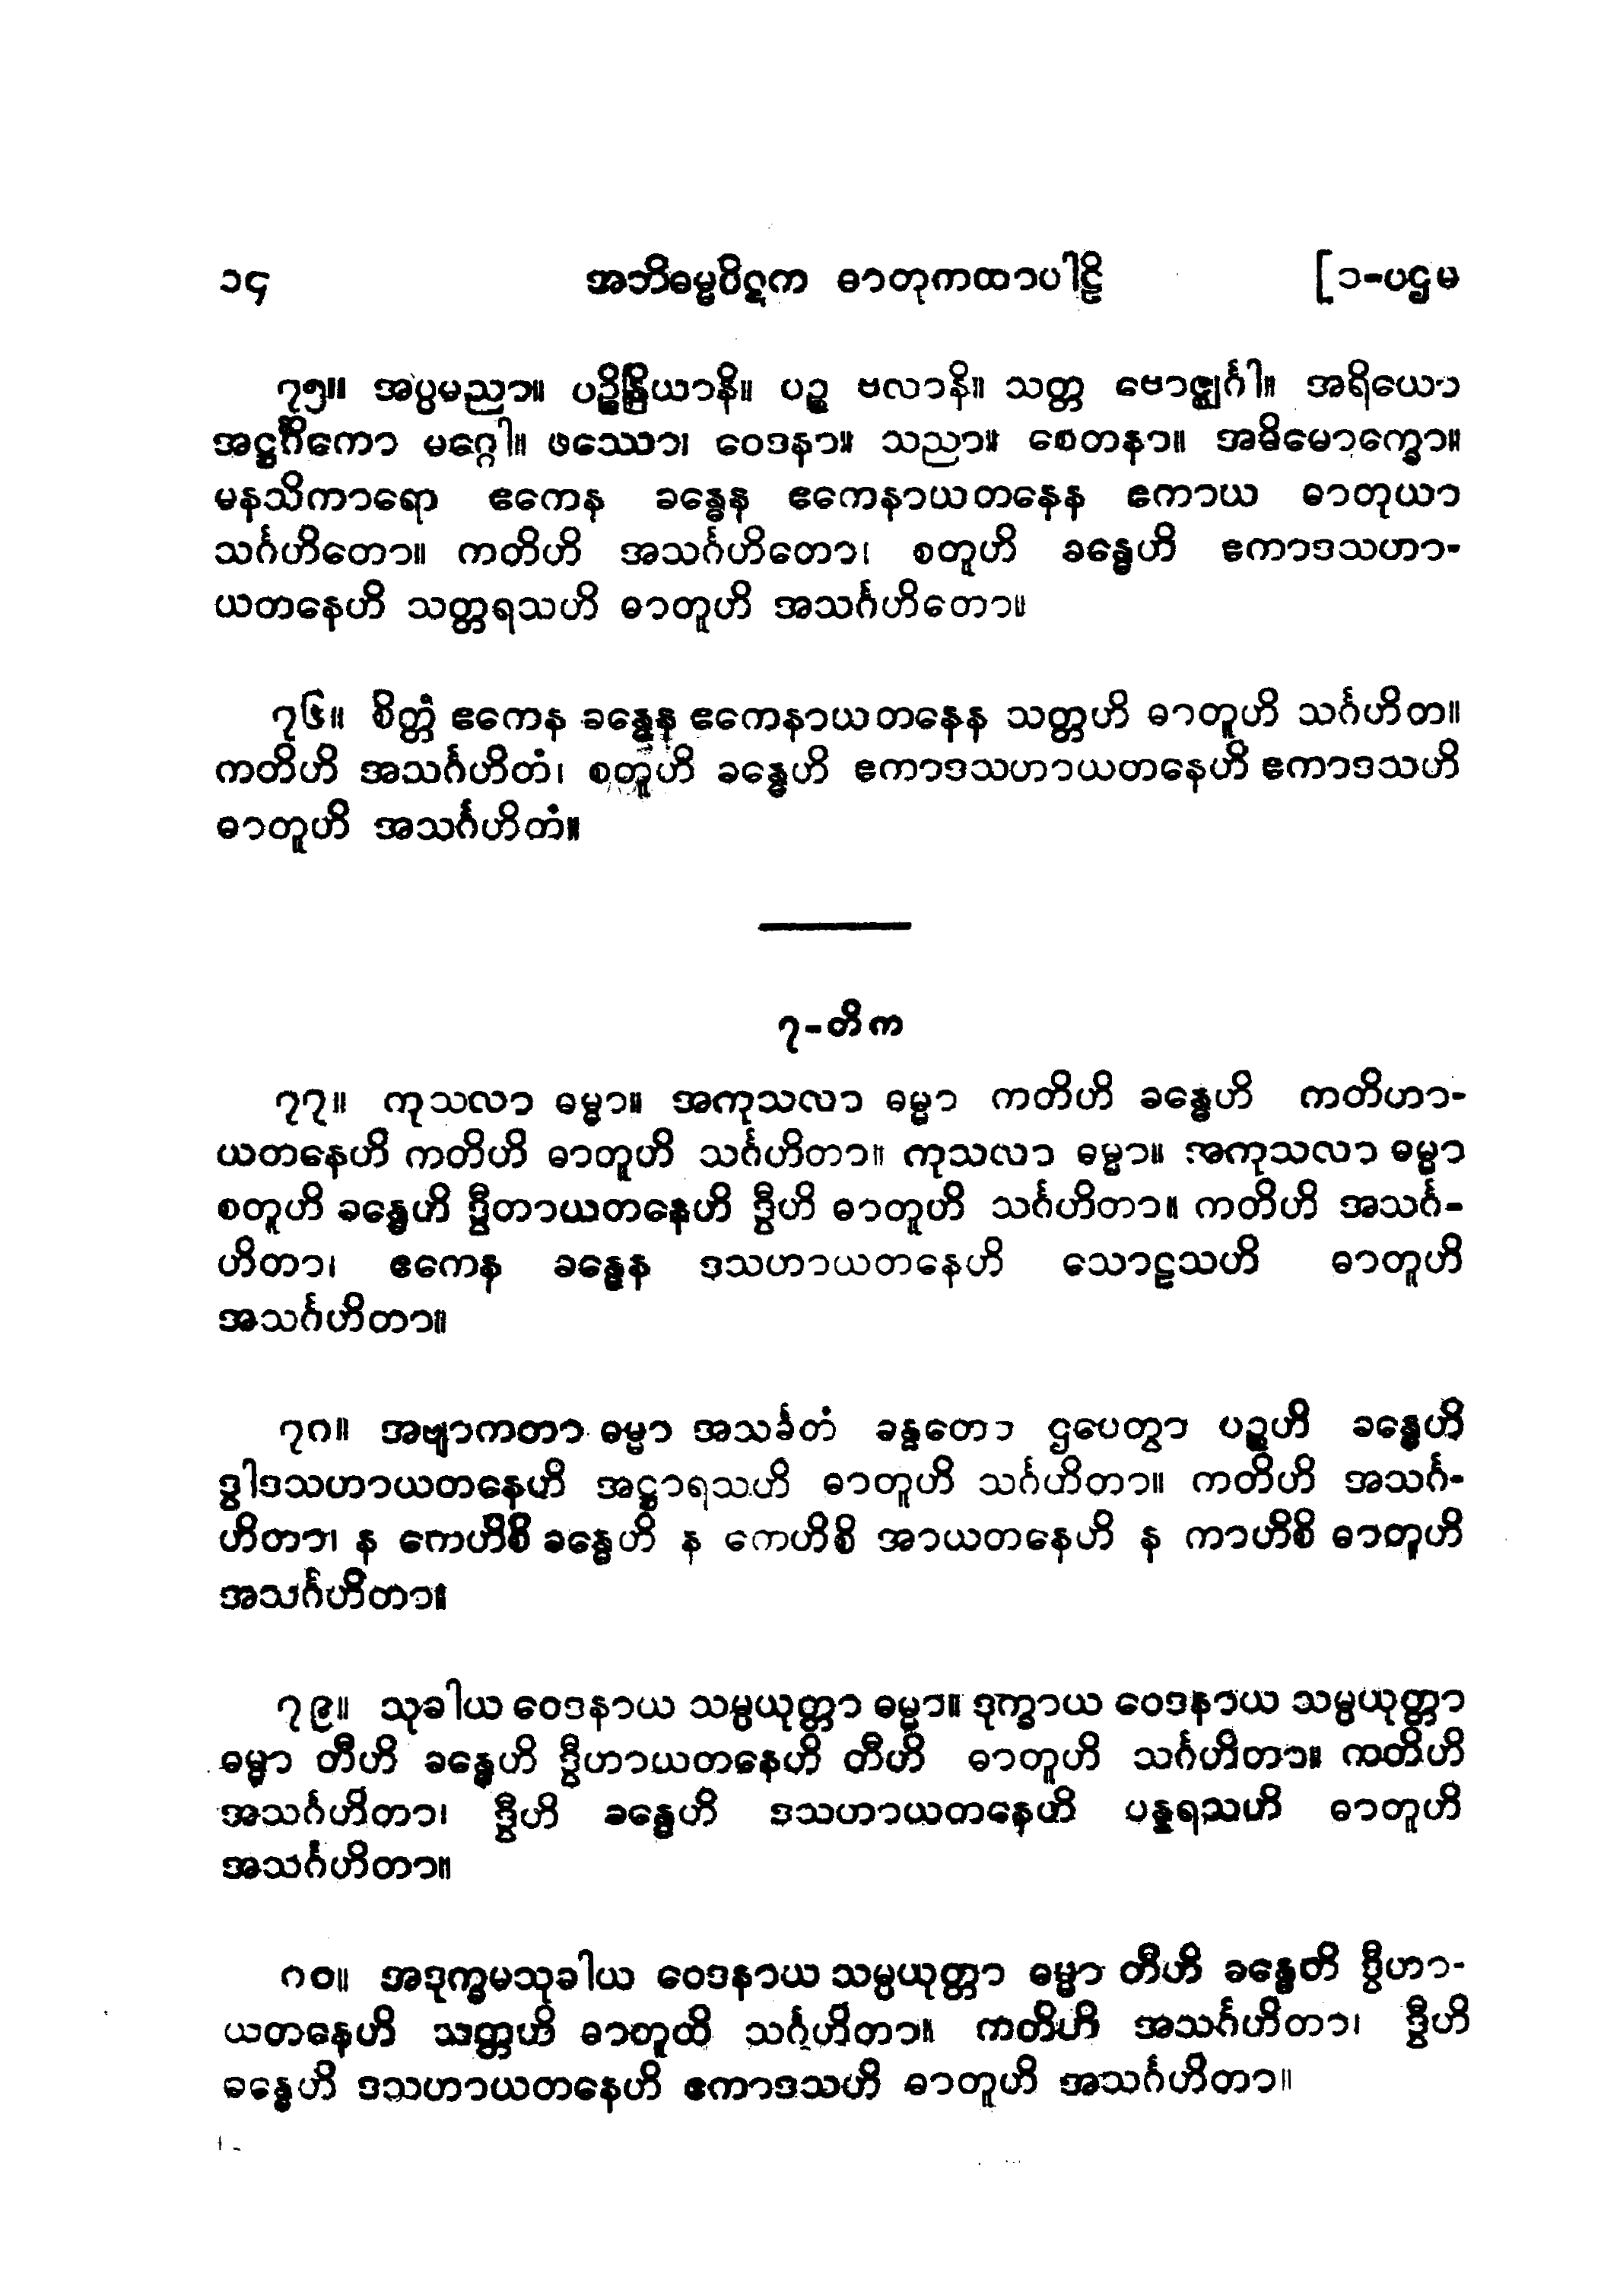 ၁၄ အဘိဓမ္မပိဋက ဓာတုကထာပါဠိ [၁-ပဌမ
၇၅။ အပ္ပမညာ။ ပဉ္စိန္ဒြိယာနိ။ ပဉ္စ ဗလာနိ။ သတ္တ ဗောဇ္ဈင်္ဂါ။ အရိယော
အဋ္ဌင်္ဂိကော မဂ္ဂေါ။ ဖဿော၊ ဝေဒနာ။ သညာ။ စေတနာ။ အဓိမောက္ခော။
မနသိကာရော ဧကေန ခန္ဓေန ဧကေနာယတနေန ဧကာယ ဓာတုယာ
သင်္ဂဟိတော။ ကတိဟိ အသင်္ဂဟိတော၊ စတူဟိ ခန္ဓေဟိ ဧကာဒသဟာ-
ယတနေဟိ သတ္တရသဟိ ဓာတူဟိ အသင်္ဂဟိတော။
၇၆။ စိတ္တံ ဧကေန ခန္ဓေန ဧကေနာယတနေန သတ္တဟိ ဓာတူဟိ သင်္ဂဟိတ။
ကတိဟိ အသင်္ဂဟိတံ၊ စတူဟိ ခန္ဓေဟိ ဧကာဒသဟာယတနေဟိ ဧကာဒသဟိ
ဓာတူဟိ အသင်္ဂဟိတံ။
၇-တိက
၇၇။ ကုသလာ ဓမ္မာ။ အကုသလာ ဓမ္မာ ကတိဟိ ခန္ဓေဟိ ကတိဟာ-
ယတနေဟိ ကတိဟိ ဓာတူဟိ သင်္ဂဟိတာ။ ကုသလာ ဓမ္မာ။ အကုသလာ ဓမ္မာ
စတူဟိ ခန္ဓေဟိ ဒွီတာယတနေဟိ ဒွီဟိ ဓာတူဟိ သင်္ဂဟိတာ။ ကတိဟိ အသင်္ဂ-
ဟိတာ၊ ဧကေန ခန္ဓေန ဒသဟာယတနေဟိ သောဠသဟိ ဓာတူဟိ
အသင်္ဂဟိတာ။
၇၈။ အဗျာကတာ ဓမ္မာ အသင်္ခတံ ခန္ဓတော ဌပေတွာ ပဉ္စဟိ ခန္ဓေဟိ
ဒွါဒသဟာယတနေဟိ အဋ္ဌာရသဟိ ဓာတူဟိ သင်္ဂဟိတာ။ ကတိဟိ အသင်္ဂ-
ဟိတာ၊ န ကေဟိစိ ခန္ဓေဟိ န ကေဟိစိ အာယတနေဟိ န ကာဟိစိ ဓာတူဟိ
အသင်္ဂဟိတာ။
၇၉။ သုခါယ ဝေဒနာယ သမ္ပယုတ္တာ ဓမ္မာ။ ဒုက္ခာယ ဝေဒနာယ သမ္ပယုတ္တာ
ဓမ္မာ တီဟိ ခန္ဓေဟိ ဒွီဟာယတနေဟိ တီဟိ ဓာတူဟိ သင်္ဂဟိတာ။ ကတိဟိ
အသင်္ဂဟိတာ၊ ဒွီဟိ ခန္ဓေဟိ ဒသဟာယတနေဟိ ပန္နရသဟိ ဓာတူဟိ
အသင်္ဂဟိတာ။
၈၀။ အဒုက္ခမသုခါယ ဝေဒနာယ သမ္ပယုတ္တာ ဓမ္မာ တီဟိ ခန္ဓေတိ ဒွီဟာ-
ယတနေဟိ သတ္တဟိ ဓာတူထိ သင်္ဂဟိတာ။ ကတိဟိ အသင်္ဂဟိတာ၊ ဒွီဟိ
ခန္ဓေဟိ ဒသဟာယတနေဟိ ဧကာဒသဟိ ဓာတူဟိ အသင်္ဂဟိတာ။